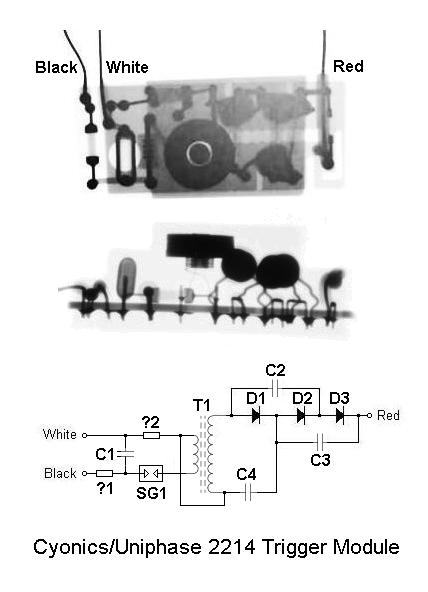 Black White Red
C2
D1 D2 D3
T1
?2
White
Red
C1
C3
C4
Black
?1
SG1
Cyonics/Uniphase 2214 Trigger Module